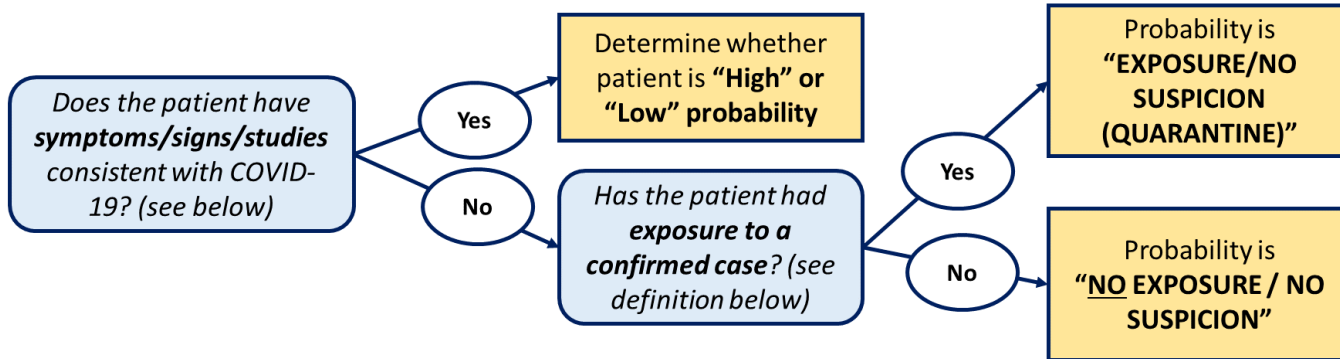 Does the patient have
symptoms/signs/studies
consistent with COVID-
19? (see below)
Yes
Determine whether
patient is “High” or
“Low” probability
No
Has the patient had
exposure to a
confirmed case? (see
definition below)
Yes
Probability is
“EXPOSURE/NO
SUSPICION
(QUARANTINE)”
No
Probability is
“NO EXPOSURE / NO
SUSPICION”